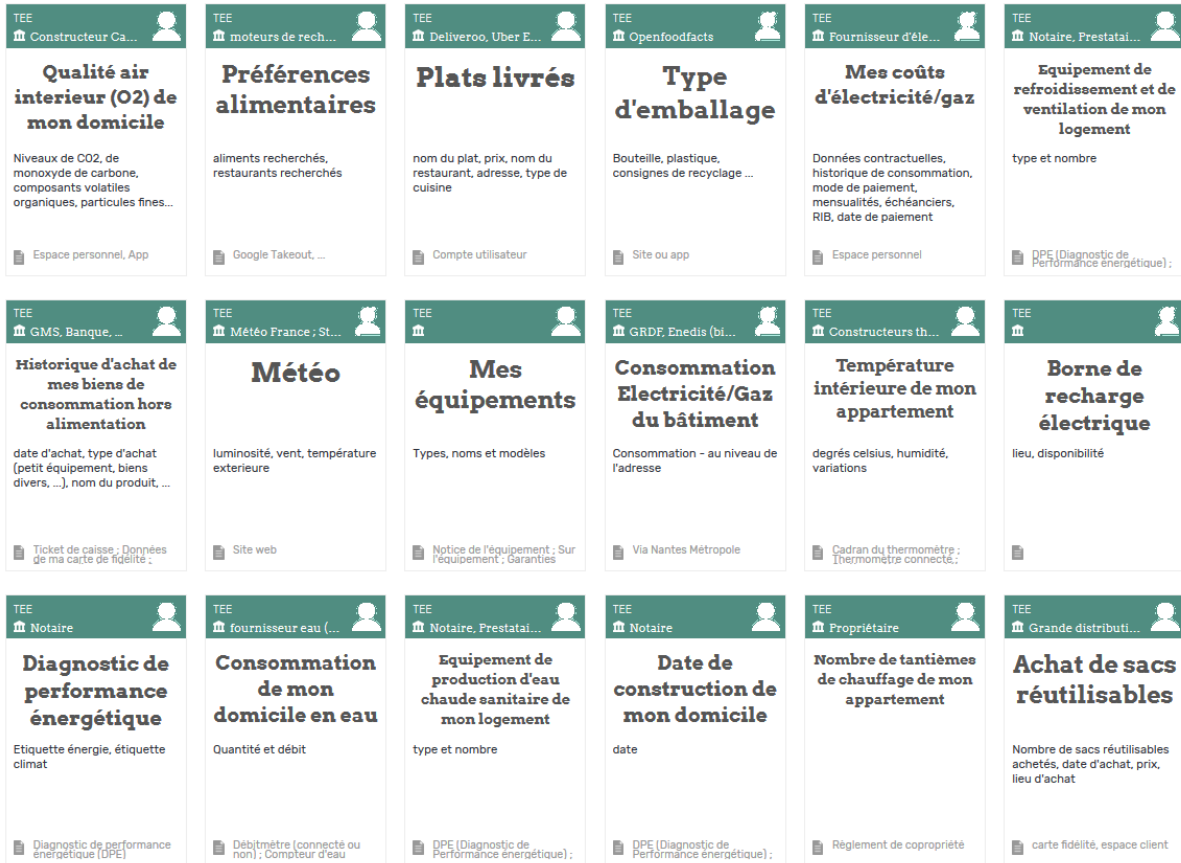 TEE
Constructeur Ca...
Qualité air
interieur (O2) de
mon domicile
Niveaux de CO2, de
monoxyde de carbone,
composants volatiles
organiques, particules fines...
Espace personnel, App
TEE
moteurs de rech...
Préférences
alimentaires
aliments recherchés,
restaurants recherchés
Google Takeout, ...
TEE
Deliveroo, Uber E...
Plats livrés
nom du plat, prix, nom du
restaurant, adresse, type de
cuisine
Compte utilisateur
TEE
Openfoodfacts
Type
d'emballage
Bouteille, plastique,
consignes de recyclage ...
Site ou app
TEE
Fournisseur d'éle...
Mes coûts
d'électricité/gaz
Données contractuelles,
historique de consommation,
mode de paiement,
mensualités, échéanciers,
RIB, date de paiement
Espace personnel
TEE
Notaire, Prestatai...
Equipement de
refroidissement et de
ventilation de mon
logement
type et nombre
DPE (Diagnostic de
Performance énergétique) ;
TEE
GMS, Banque, ...
Historique d'achat de
mes biens de
consommation hors
alimentation
date d'achat, type d'achat
(petit équipement, biens
divers, ...), nom du produit, ...
Ticket de caisse ; Données
de ma carte de fidélité ;
TEE
Météo France ; St...
Météo
luminosité, vent, température
exterieure
Site web
TEE
Mes
équipements
Types, noms et modèles
Notice de l'équipement ; Sur
l'équipement ; Garanties
TEE
GRDF, Enedis (bi...
Consommation
Electricité/Gaz
du bâtiment
Consommation - au niveau de
l'adresse
Via Nantes Métropole
TEE
Constructeurs th...
Température
intérieure de mon
appartement
degrés celsius, humidité,
variations
Cadran du thermomètre ;
Thermomètre connecté ;
TEE
Borne de
recharge
électrique
lieu, disponibilité
TEE
Notaire
Diagnostic de
performance
énergétique
Etiquette énergie, étiquette
climat
Diagnostic de performance
énergétique (DPE)
TEE
fournisseur eau (...
Consommation
de mon
domicile en eau
Quantité et débit
Débitmètre (connecté ou
non) ; Compteur d'eau
TEE
Notaire, Prestatai...
Equipement de
production d'eau
chaude sanitaire de
mon logement
type et nombre
DPE (Diagnostic de
Performance énergétique) ;
TEE
Notaire
Date de
construction de
mon domicile
date
DPE (Diagnostic de
Performance énergétique) ;
TEE
Propriétaire
Nombre de tantièmes
de chauffage de mon
appartement
Réglement de copropriété
TEE
Grande distributi...
Achat de sacs
réutilisables
Nombre de sacs réutilisables
achetés, date d'achat, prix,
lieu d'achat
carte fidélité, espace client